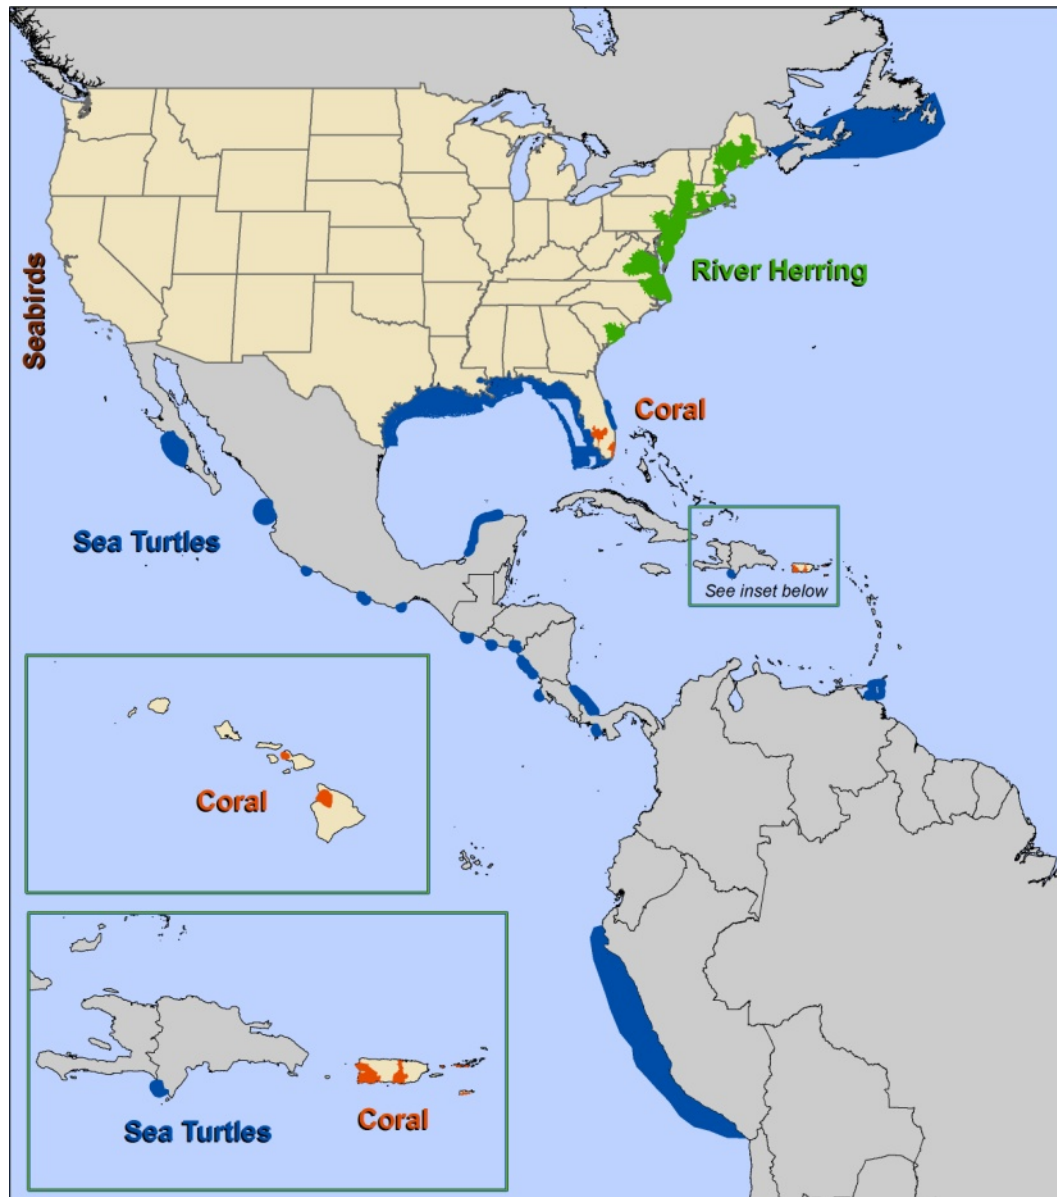 Seabirds
River Herring
Coral
Sea Turtles
See inset below
Coral
Sea Turtles
Coral